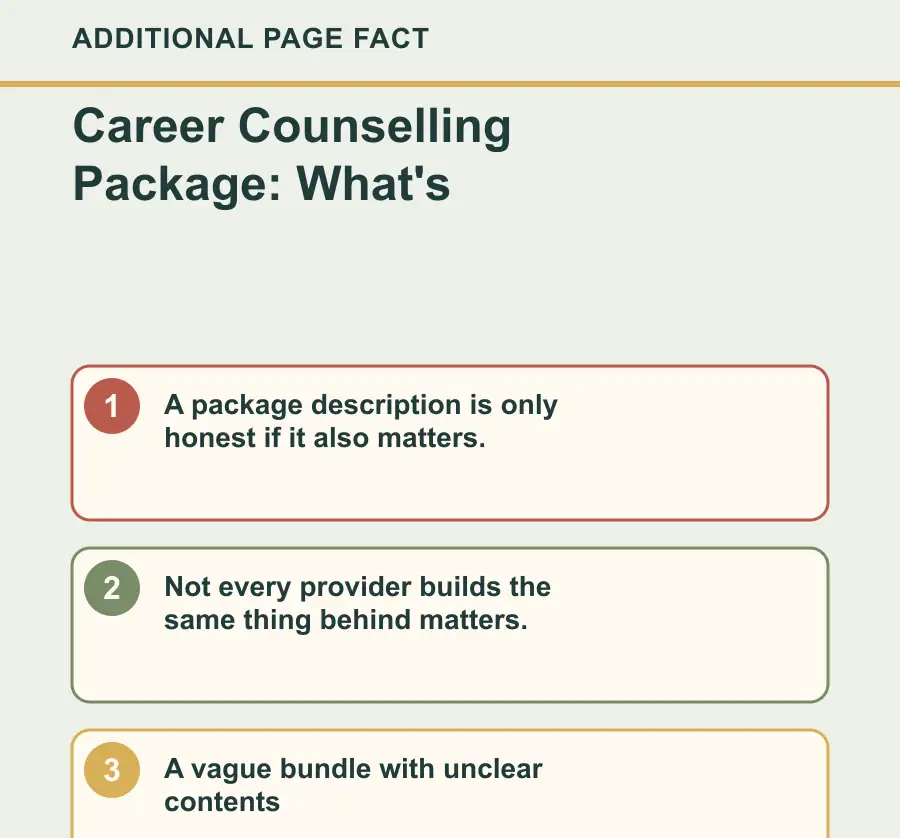 ADDITIONAL PAGE FACT
Career Counselling
Package: What's
1
A package description is only
honest if it also matters.
2
Not every provider builds the
same thing behind matters.
3
A vague bundle with unclear
contents